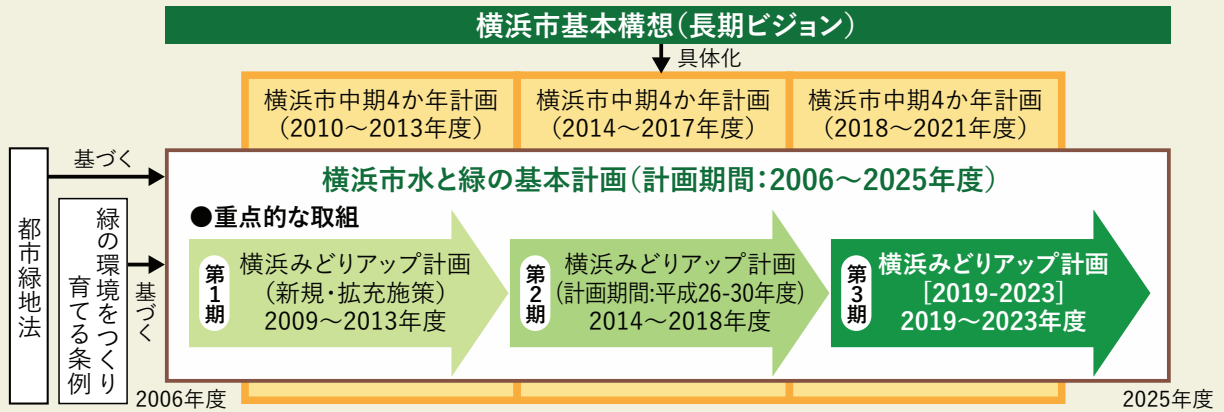 横浜市基本構想(長期ビジョン)
具体化
横浜市中期4か年計画
(2010〜2013年度)
横浜市中期4か年計画
(2014〜2017年度)
横浜市中期4か年計画
(2018〜2021年度)
都市緑地法
基づく
緑の環境をつくり
育てる条例
基づく
横浜市水と緑の基本計画(計画期間:2006〜2025年度)
●重点的な取組
第1期
横浜みどりアップ計画
(新規・拡充施策)
2009〜2013年度
第2期
横浜みどりアップ計画
(計画期間:平成26-30年度)
2014〜2018年度
第3期
横浜みどりアップ計画
[2019-2023]
2019〜2023年度
2006年度
2025年度